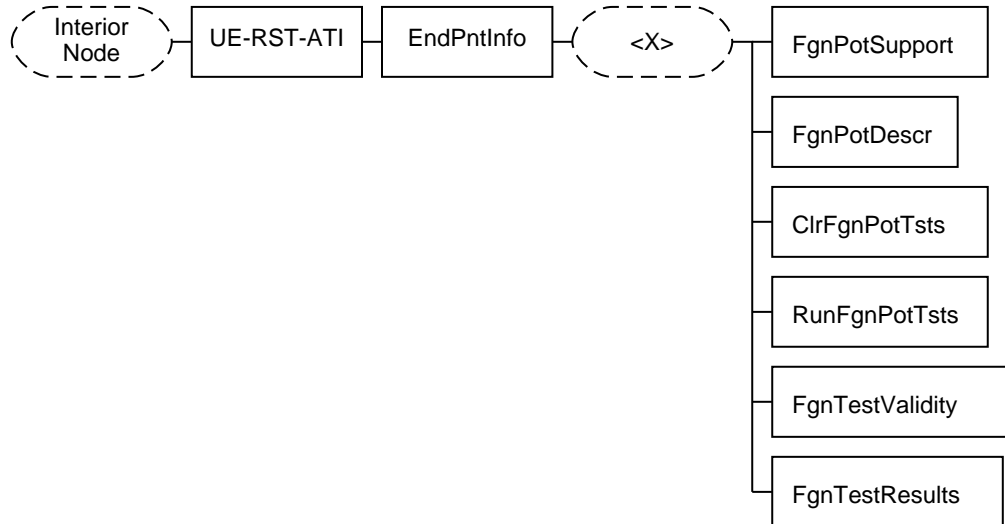 Interior
Node
UE-RST-ATI
EndPntInfo
<X>
FgnPotSupport
FgnPotDescr
ClrFgnPotTsts
RunFgnPotTsts
FgnTestValidity
FgnTestResults